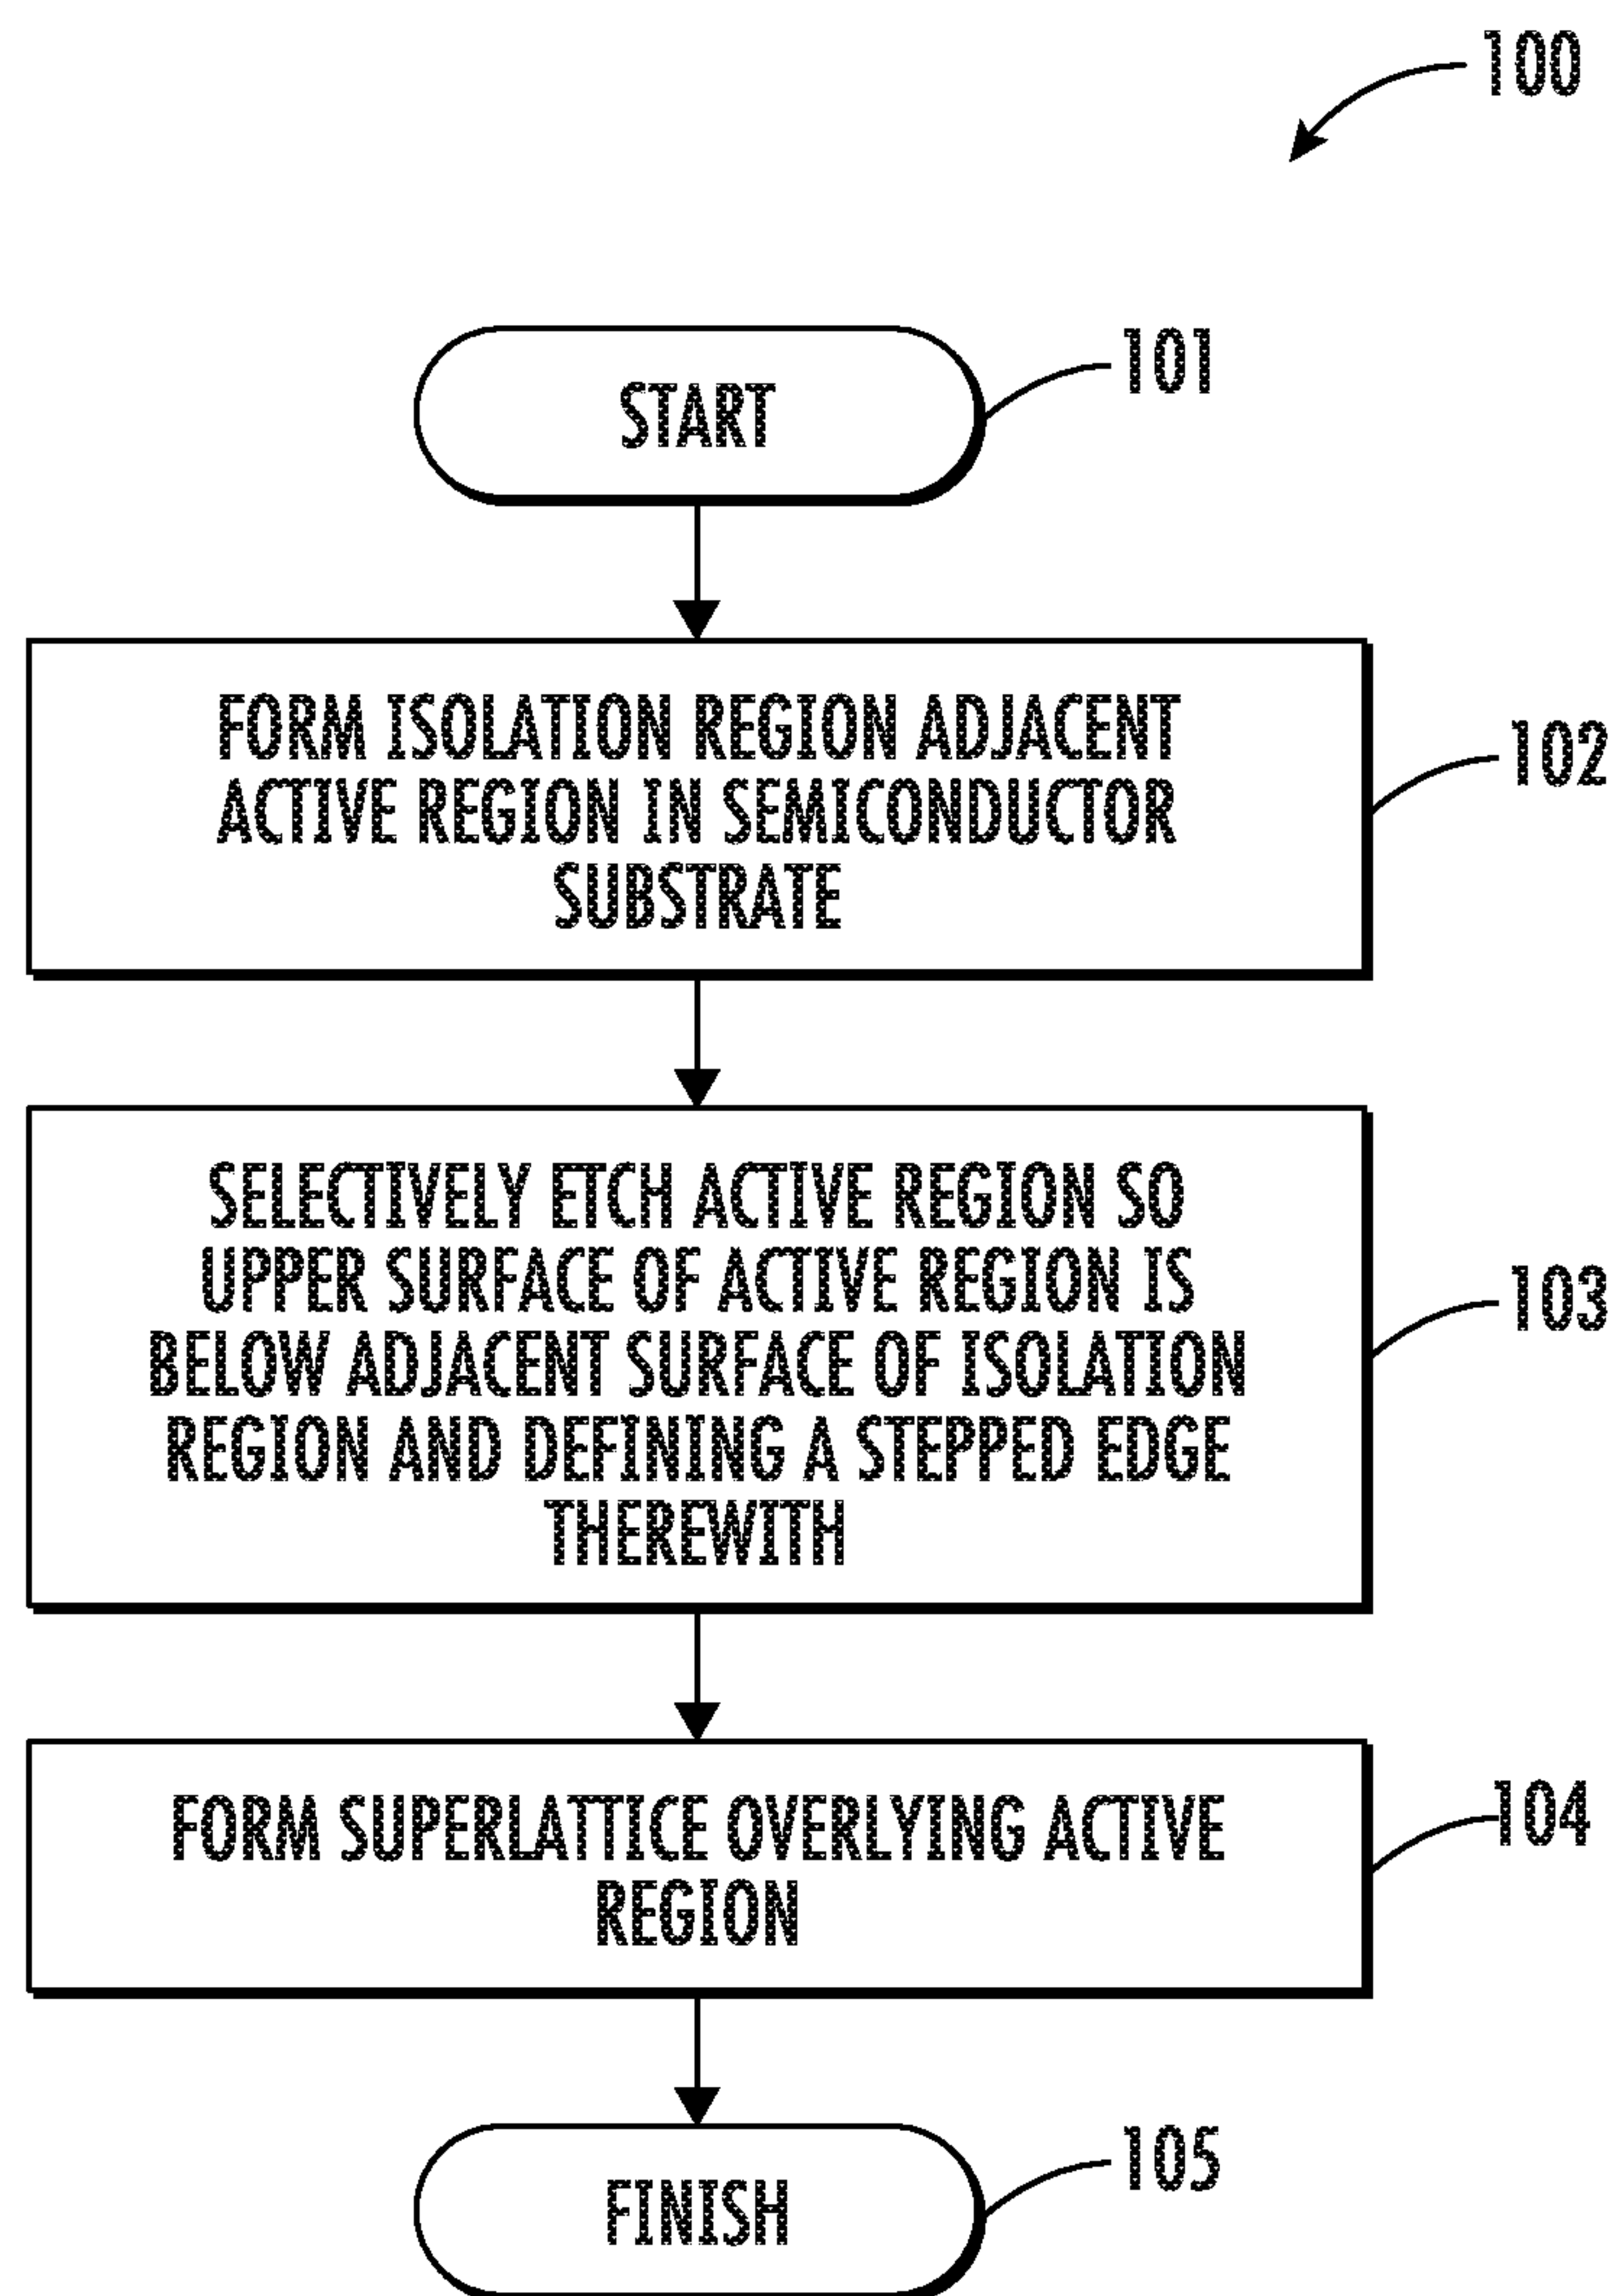 100
START
101
FORM ISOLATION REGION ADJACENT
ACTIVE REGION IN SEMICONDUCTOR
SUBSTRATE
102
SELECTIVELY ETCH ACTIVE REGION SO
UPPER SURFACE OF ACTIVE REGION IS
BELOW ADJACENT SURFACE OF ISOLATION
REGION AND DEFINING A STEPPED EDGE
THEREWITH
103
FORM SUPERLATTICE OVERLYING ACTIVE
REGION
104
FINISH
105